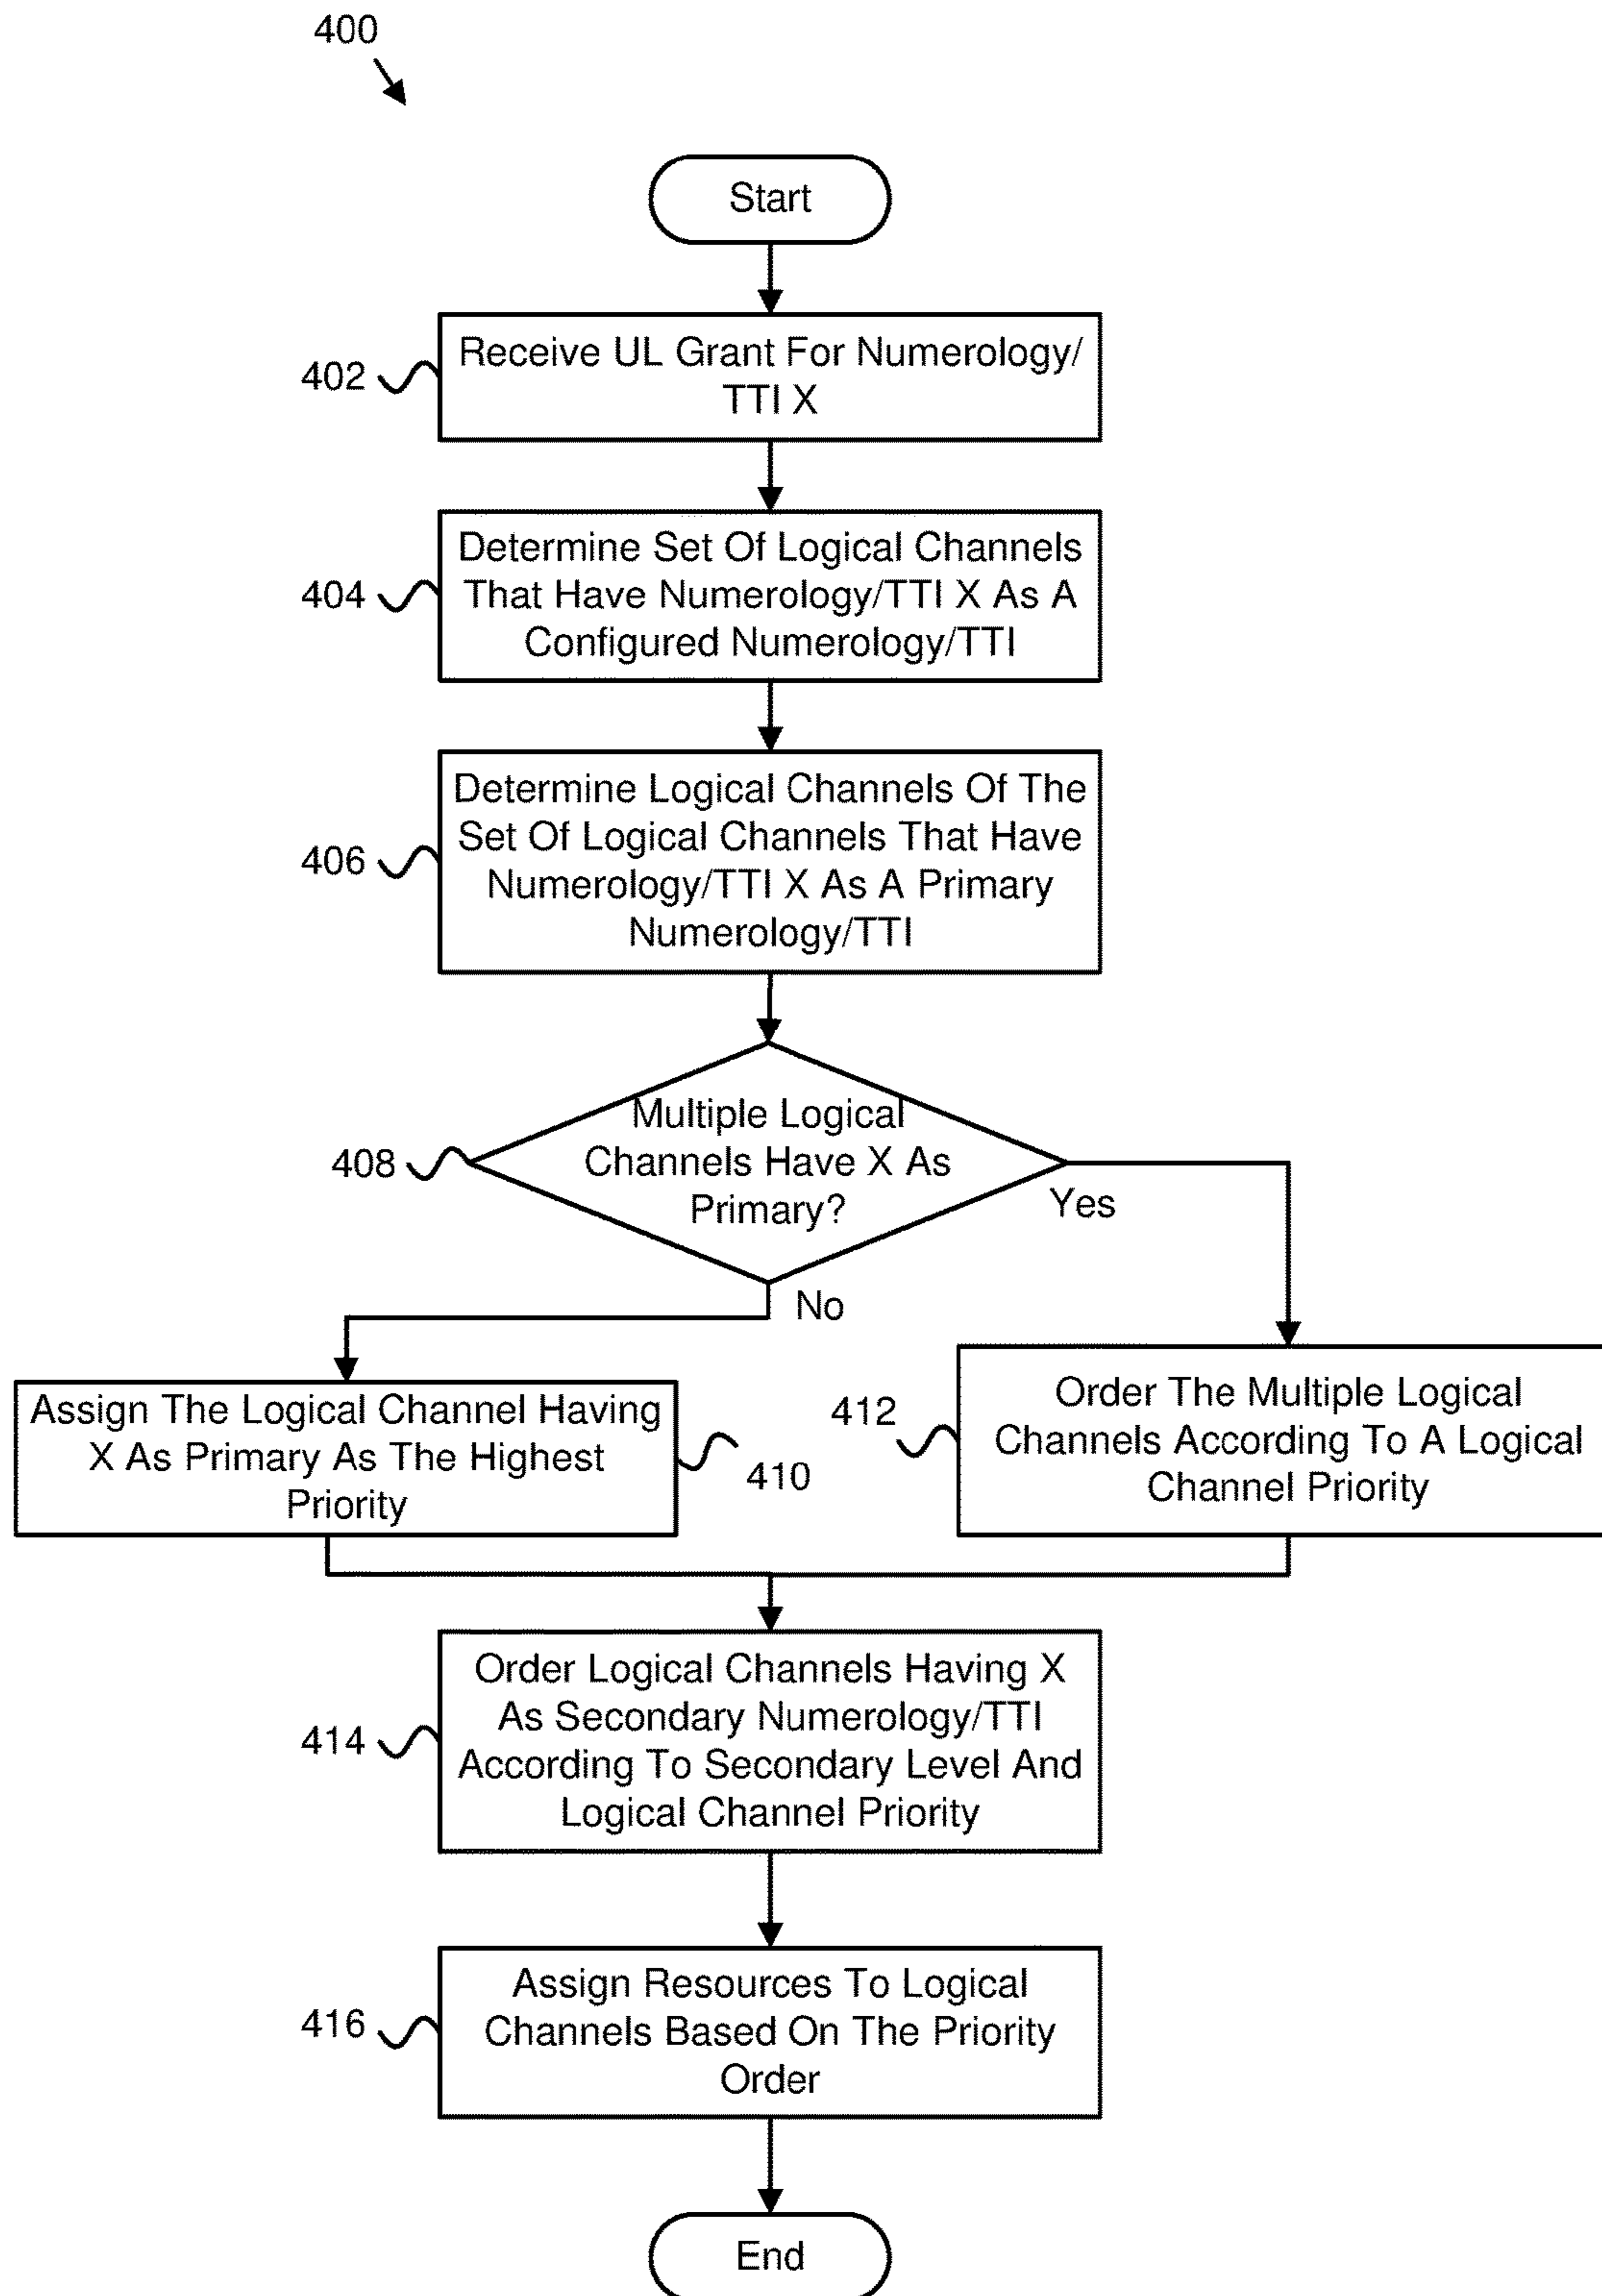 400
Start
402
Receive UL Grant For Numerology/
TTI X
404
Determine Set Of Logical Channels
That Have Numerology/TTI X As A
Configured Numerology/TTI
406
Determine Logical Channels Of The
Set Of Logical Channels That Have
Numerology/TTI X As A Primary
Numerology/TTI
408
Multiple Logical
Channels Have X As
Primary?
Yes
No
Assign The Logical Channel Having
X As Primary As The Highest
Priority
410
412
Order The Multiple Logical
Channels According To A Logical
Channel Priority
414
Order Logical Channels Having X
As Secondary Numerology/TTI
According To Secondary Level And
Logical Channel Priority
416
Assign Resources To Logical
Channels Based On The Priority
Order
End